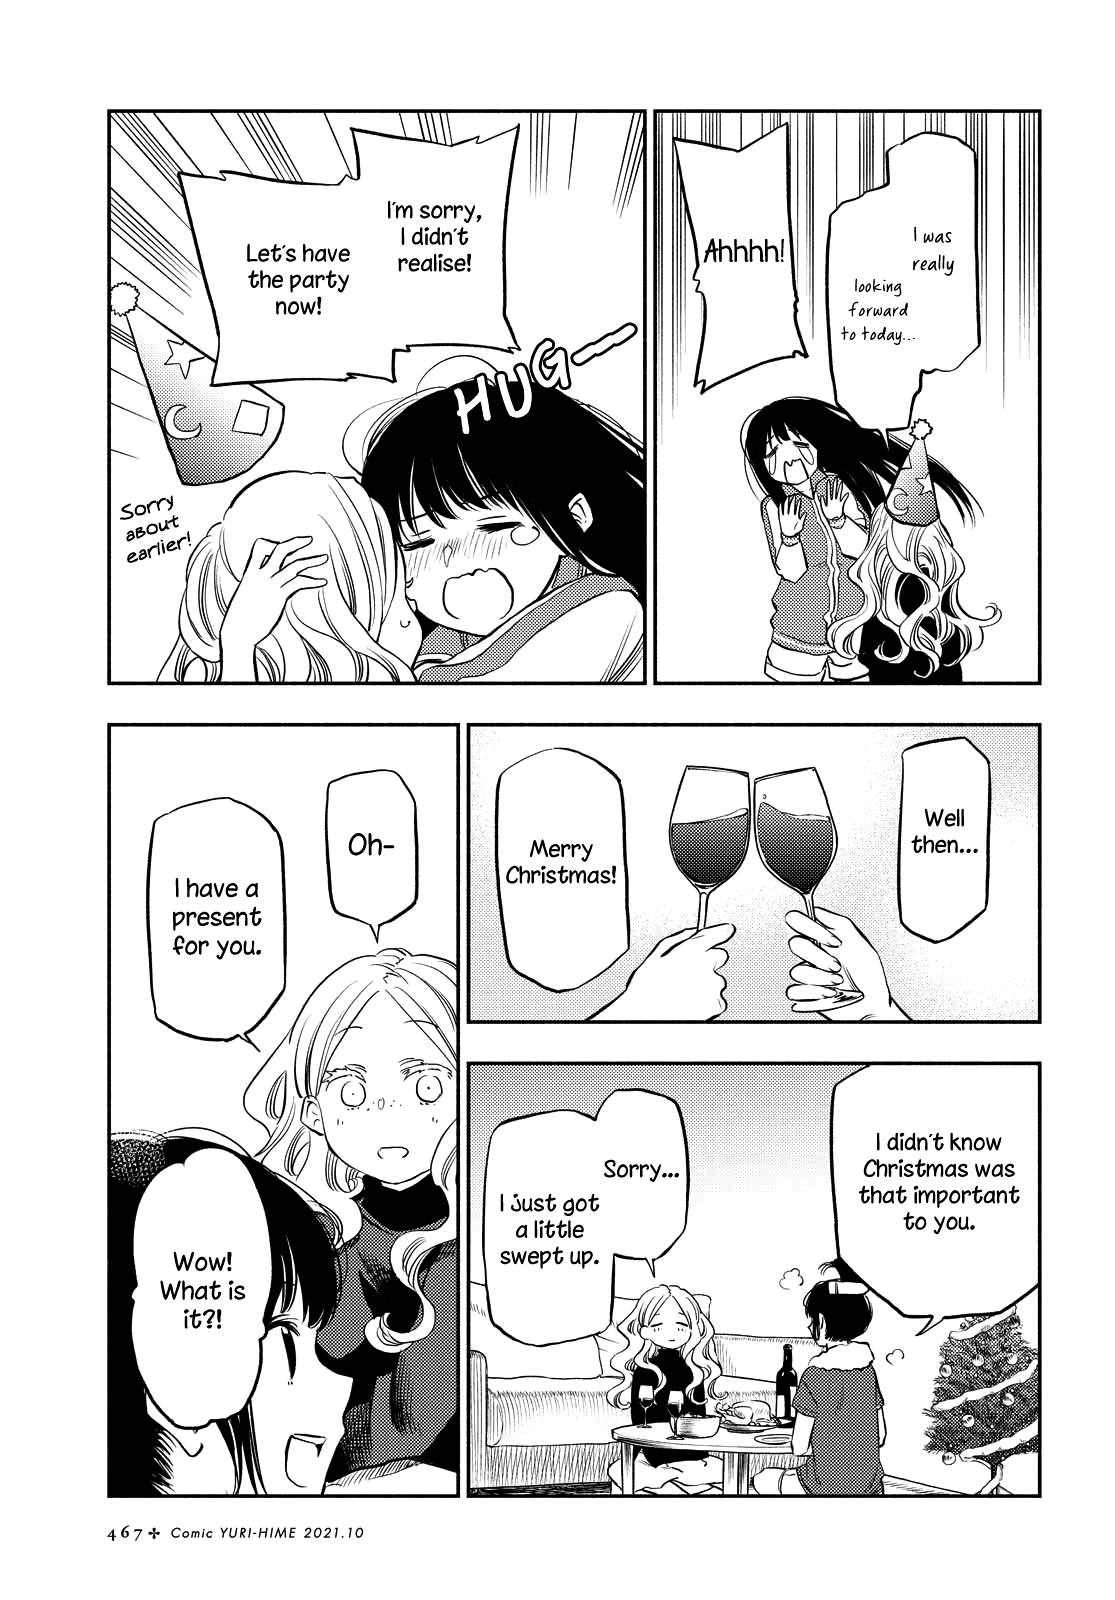 I was
really
looking
forward
to today...
Ahhhh!
I'm sorry,
I didn't
realise!
Let's have
the party
now!
HUG
Sorry
about
earlier!
Well
then...
Merry
Christmas!
I didn't know
Christmas was
that important
to you.
Sorry...
I just got
a little
swept up.
Oh-
I have a
present
for you.
Wow!
What is
it?!
467 ✣ Comic YURI-HIME 2021.10